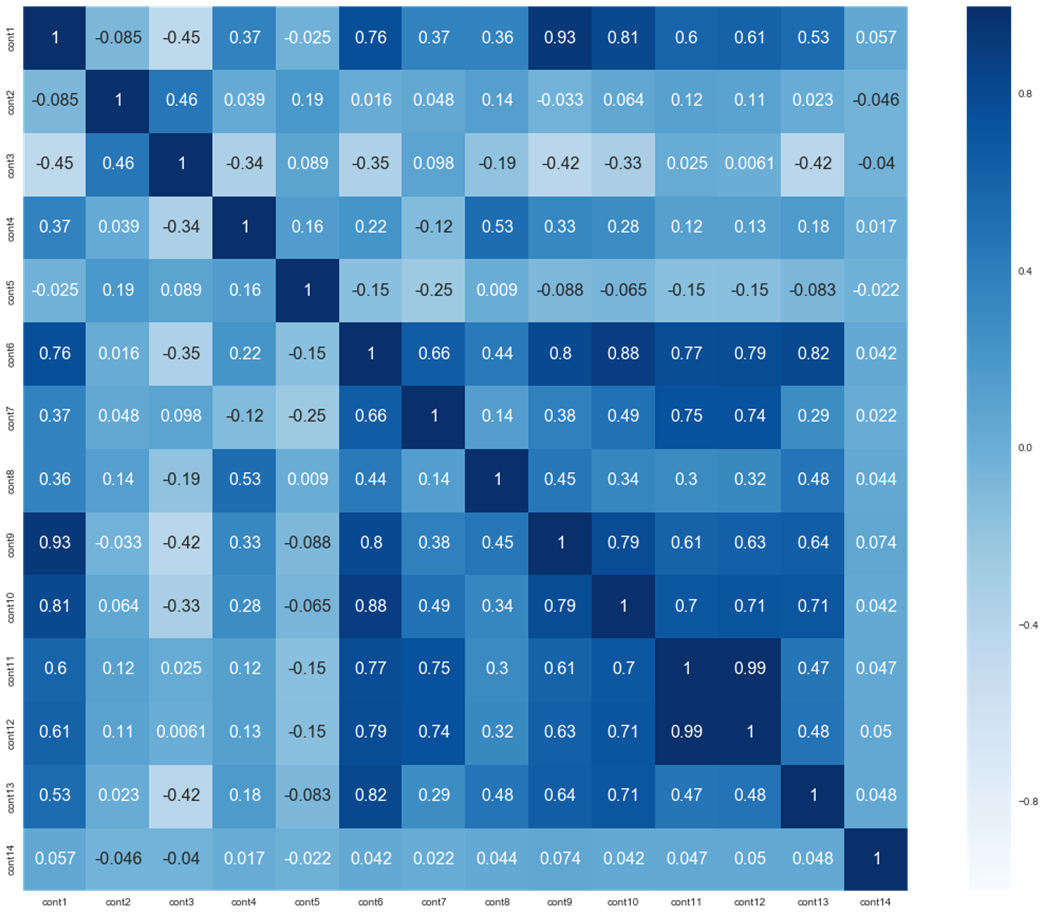 cont1 1 -0.085 -0.45 0.37 -0.025 0.76 0.37 0.36 0.93 0.81 0.6 0.61 0.53 0.057
cont2 -0.085 1 0.46 0.039 0.19 0.016 0.048 0.14 -0.033 0.064 0.12 0.11 0.023 -0.046 0.8
cont3 -0.45 0.46 1 -0.34 0.089 -0.35 0.098 -0.19 -0.42 -0.33 0.025 0.0061 -0.42 -0.04
cont4 0.37 0.039 -0.34 1 0.16 0.22 -0.12 0.53 0.33 0.28 0.12 0.13 0.18 0.017
0.4
cont5 -0.025 0.19 0.089 0.16 1 -0.15 -0.25 0.009 -0.088 -0.065 -0.15 -0.15 -0.083 -0.022
cont6 0.76 0.016 -0.35 0.22 -0.15 1 0.66 0.44 0.8 0.88 0.77 0.79 0.82 0.042
cont7 0.37 0.048 0.098 -0.12 -0.25 0.66 1 0.14 0.38 0.49 0.75 0.74 0.29 0.022
0.0
cont8 0.36 0.14 -0.19 0.53 0.009 0.44 0.14 1 0.45 0.34 0.3 0.32 0.48 0.044
cont9 0.93 -0.033 -0.42 0.33 -0.088 0.8 0.38 0.45 1 0.79 0.61 0.63 0.64 0.074
cont10 0.81 0.064 -0.33 0.28 -0.065 0.88 0.49 0.34 0.79 1 0.7 0.71 0.71 0.042
−0.4
cont11 0.6 0.12 0.025 0.12 -0.15 0.77 0.75 0.3 0.61 0.7 1 0.99 0.47 0.047
cont12 0.61 0.11 0.0061 0.13 -0.15 0.79 0.74 0.32 0.63 0.71 0.99 1 0.48 0.05
cont13 0.53 0.023 -0.42 0.18 -0.083 0.82 0.29 0.48 0.64 0.71 0.47 0.48 1 0.048
−0.8
cont14 0.057 -0.046 -0.04 0.017 -0.022 0.042 0.022 0.044 0.074 0.042 0.047 0.05 0.048 1
cont1 cont2 cont3 cont4 cont5 cont6 cont7 cont8 cont9 cont10 cont11 cont12 cont13 cont14